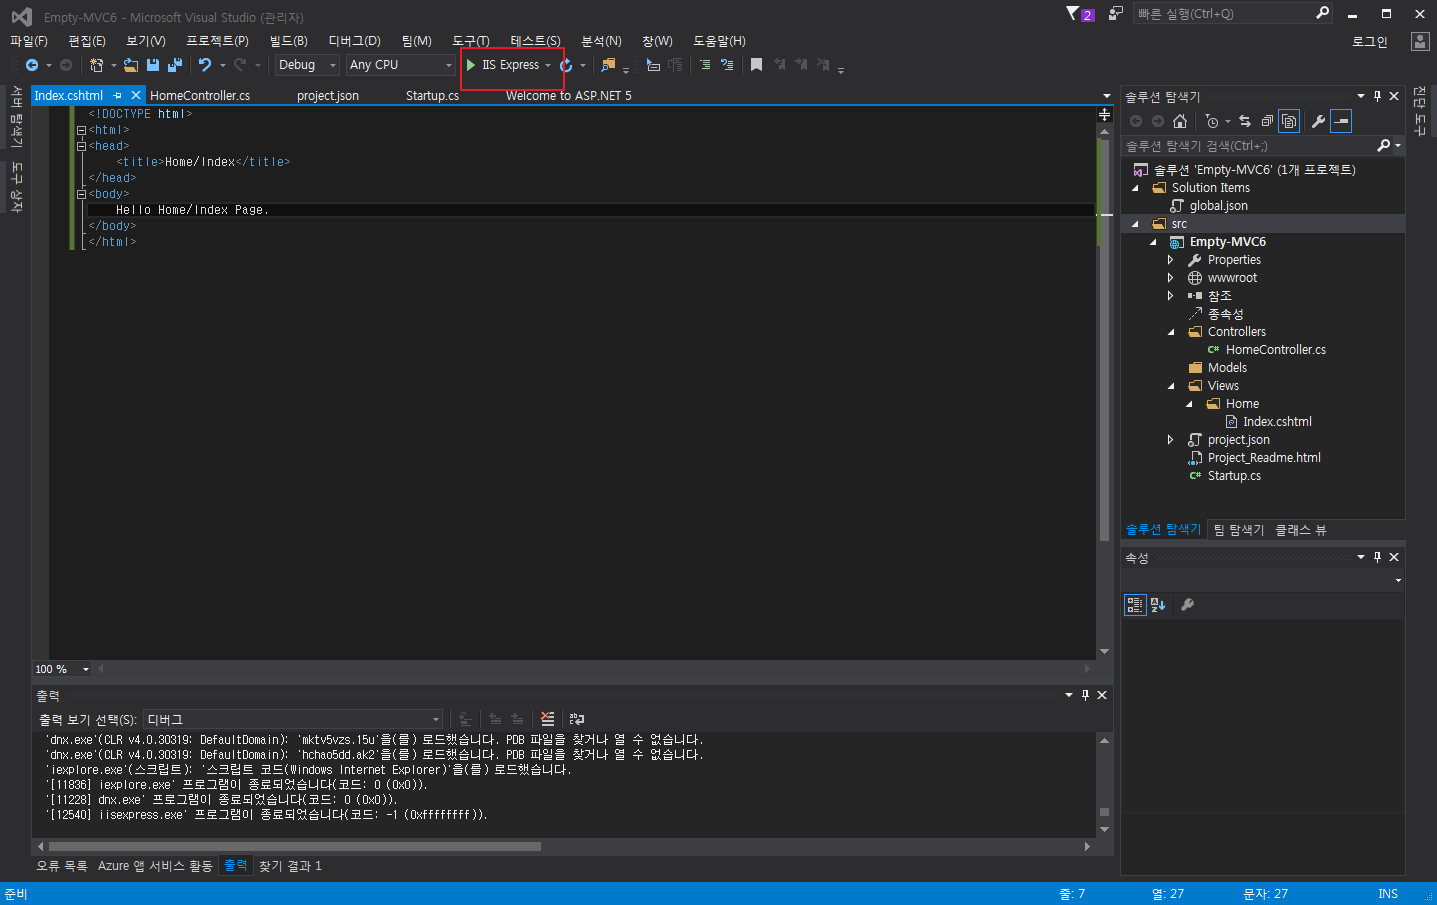 Empty-MVC6 - Microsoft Visual Studio (관리자)
2
빠른 실행(Ctrl+Q)
파일(F) 편집(E) 보기(V) 프로젝트(P) 빌드(B) 디버그(D) 팀(M) 도구(T) 테스트(S) 분석(N) 창(W) 도움말(H)
로그인
Debug Any CPU IIS Express
서버 탐색기
도구 상자
Index.cshtml HomeController.cs project.json Startup.cs Welcome to ASP.NET 5
<!DOCTYPE html>
<html>
<head>
<title>Home/Index</title>
</head>
<body>
Hello Home/Index Page.
</body>
</html>
100 %
출력
출력 보기 선택(S): 디버그
'dnx.exe'(CLR v4.0.30319: DefaultDomain): 'mktv5vzs.15u'을(를) 로드했습니다. PDB 파일을 찾거나 열 수 없습니다.
'dnx.exe'(CLR v4.0.30319: DefaultDomain): 'hchao5dd.ak2'을(를) 로드했습니다. PDB 파일을 찾거나 열 수 없습니다.
'iexplore.exe'(스크립트): '스크립트 코드(Windows Internet Explorer)'을(를) 로드했습니다.
'[11836] iexplore.exe' 프로그램이 종료되었습니다(코드: 0 (0x0)).
'[11228] dnx.exe' 프로그램이 종료되었습니다(코드: 0 (0x0)).
'[12540] iisexpress.exe' 프로그램이 종료되었습니다(코드: -1 (0xffffffff)).
오류 목록 Azure 앱 서비스 활동 출력 찾기 결과 1
솔루션 탐색기
솔루션 탐색기 검색(Ctrl+;)
솔루션 'Empty-MVC6' (1개 프로젝트)
Solution Items
global.json
src
Empty-MVC6
Properties
wwwroot
참조
종속성
Controllers
C# HomeController.cs
Models
Views
Home
Index.cshtml
project.json
Project_Readme.html
C# Startup.cs
솔루션 탐색기 팀 탐색기 클래스 뷰
속성
진단 도구
준비 줄: 7 열: 27 문자: 27 INS